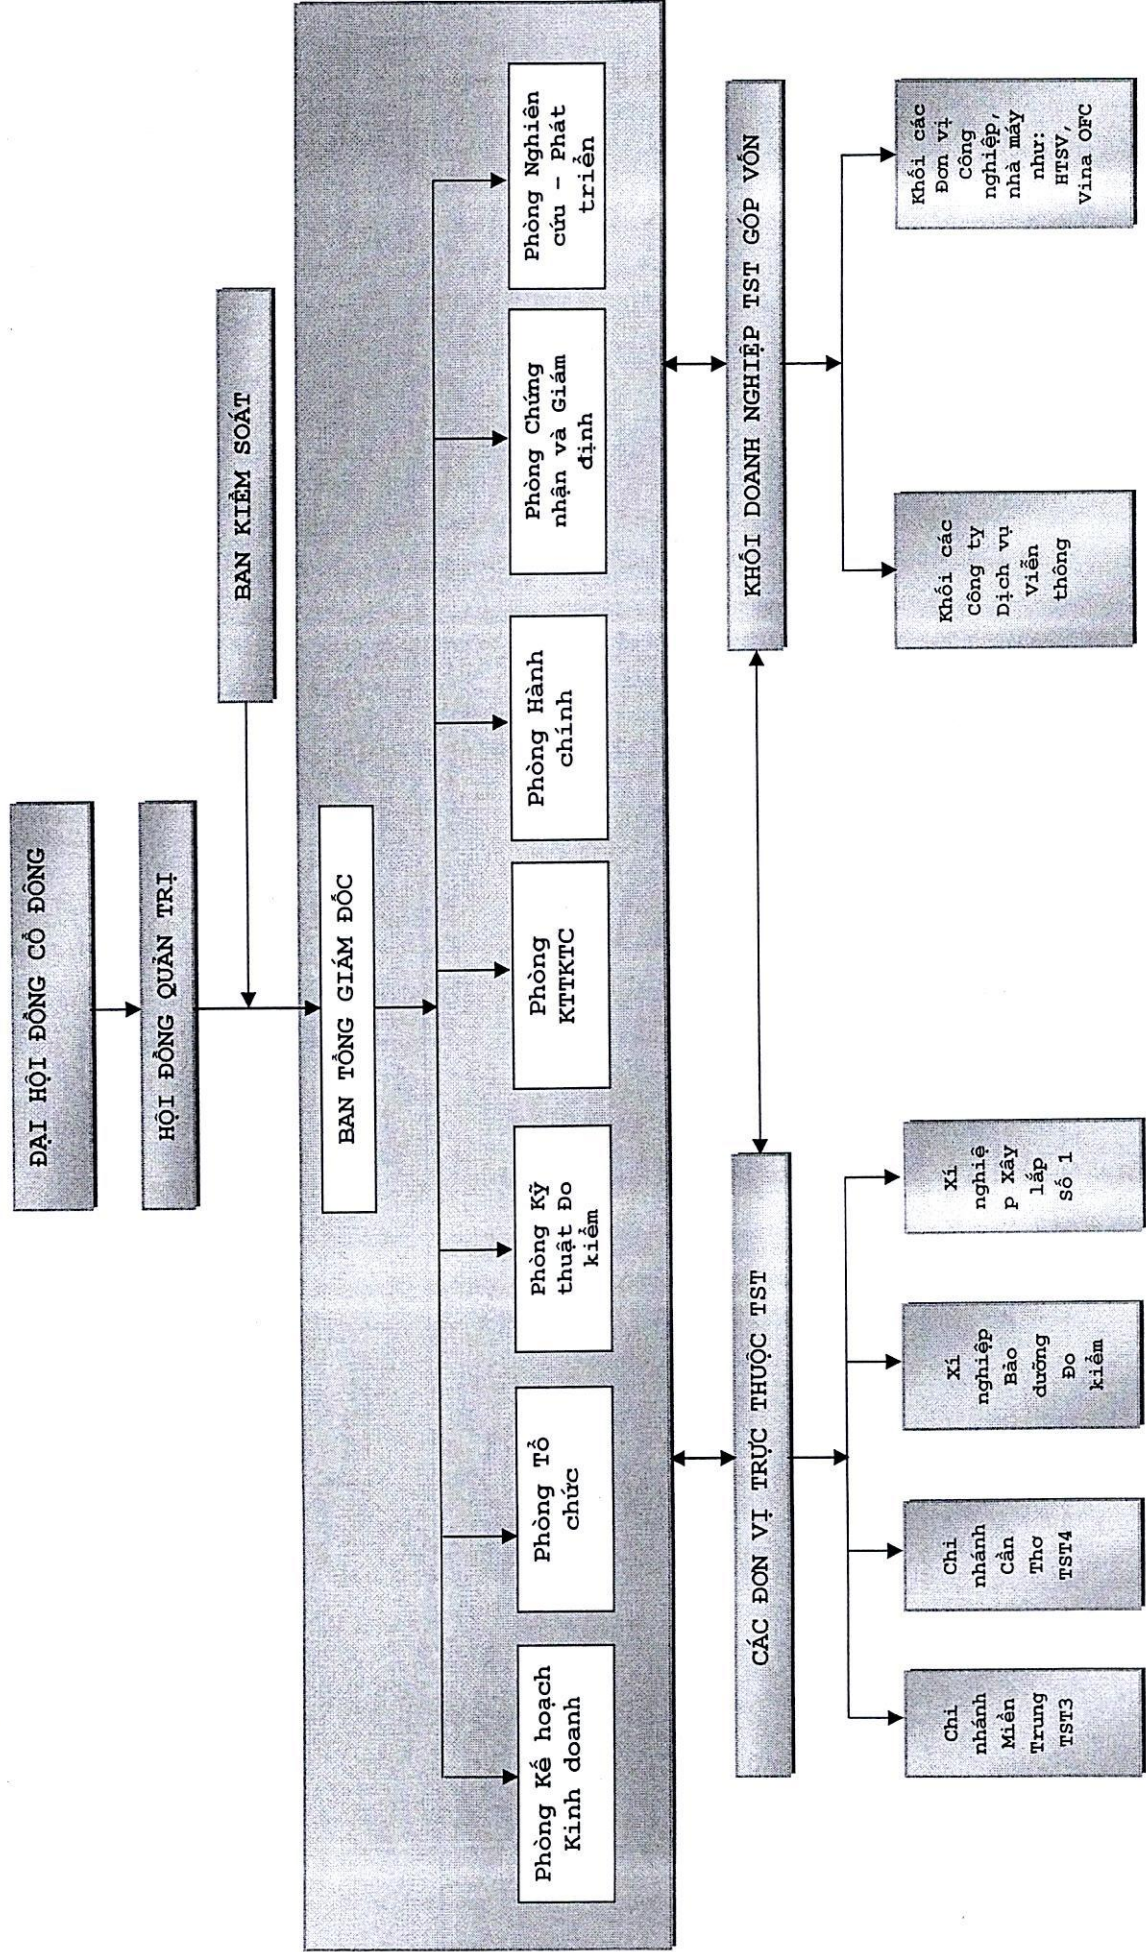 ĐẠI HỘI ĐỒNG CỔ ĐÔNG
HỘI ĐỒNG QUẢN TRỊ
BAN KIỂM SOÁT
BAN TỔNG GIÁM ĐỐC
Phòng Kế hoạch
Kinh doanh
Phòng Tổ
chức
Phòng Kỹ
thuật Đo
kiểm
Phòng
KTTKTC
Phòng Hành
chính
Phòng Chứng
nhận và Giám
định
Phòng Nghiên
cứu - Phát
triển
CÁC ĐƠN VỊ TRỰC THUỘC TST
KHỐI DOANH NGHIỆP TST GÓP VỐN
Chi
nhánh
Miền
Trung
TST3
Chi
nhánh
Cần
Thơ
TST4
Xí
nghiệp
Bảo
dưỡng
Đo
kiểm
Xí
nghiệ
p Xây
lắp
số 1
Khối các
Công ty
Dịch vụ
Viễn
thông
Khối các
Đơn vị
Công
nghiệp,
nhà máy
như:
HTSV,
Vina OFC